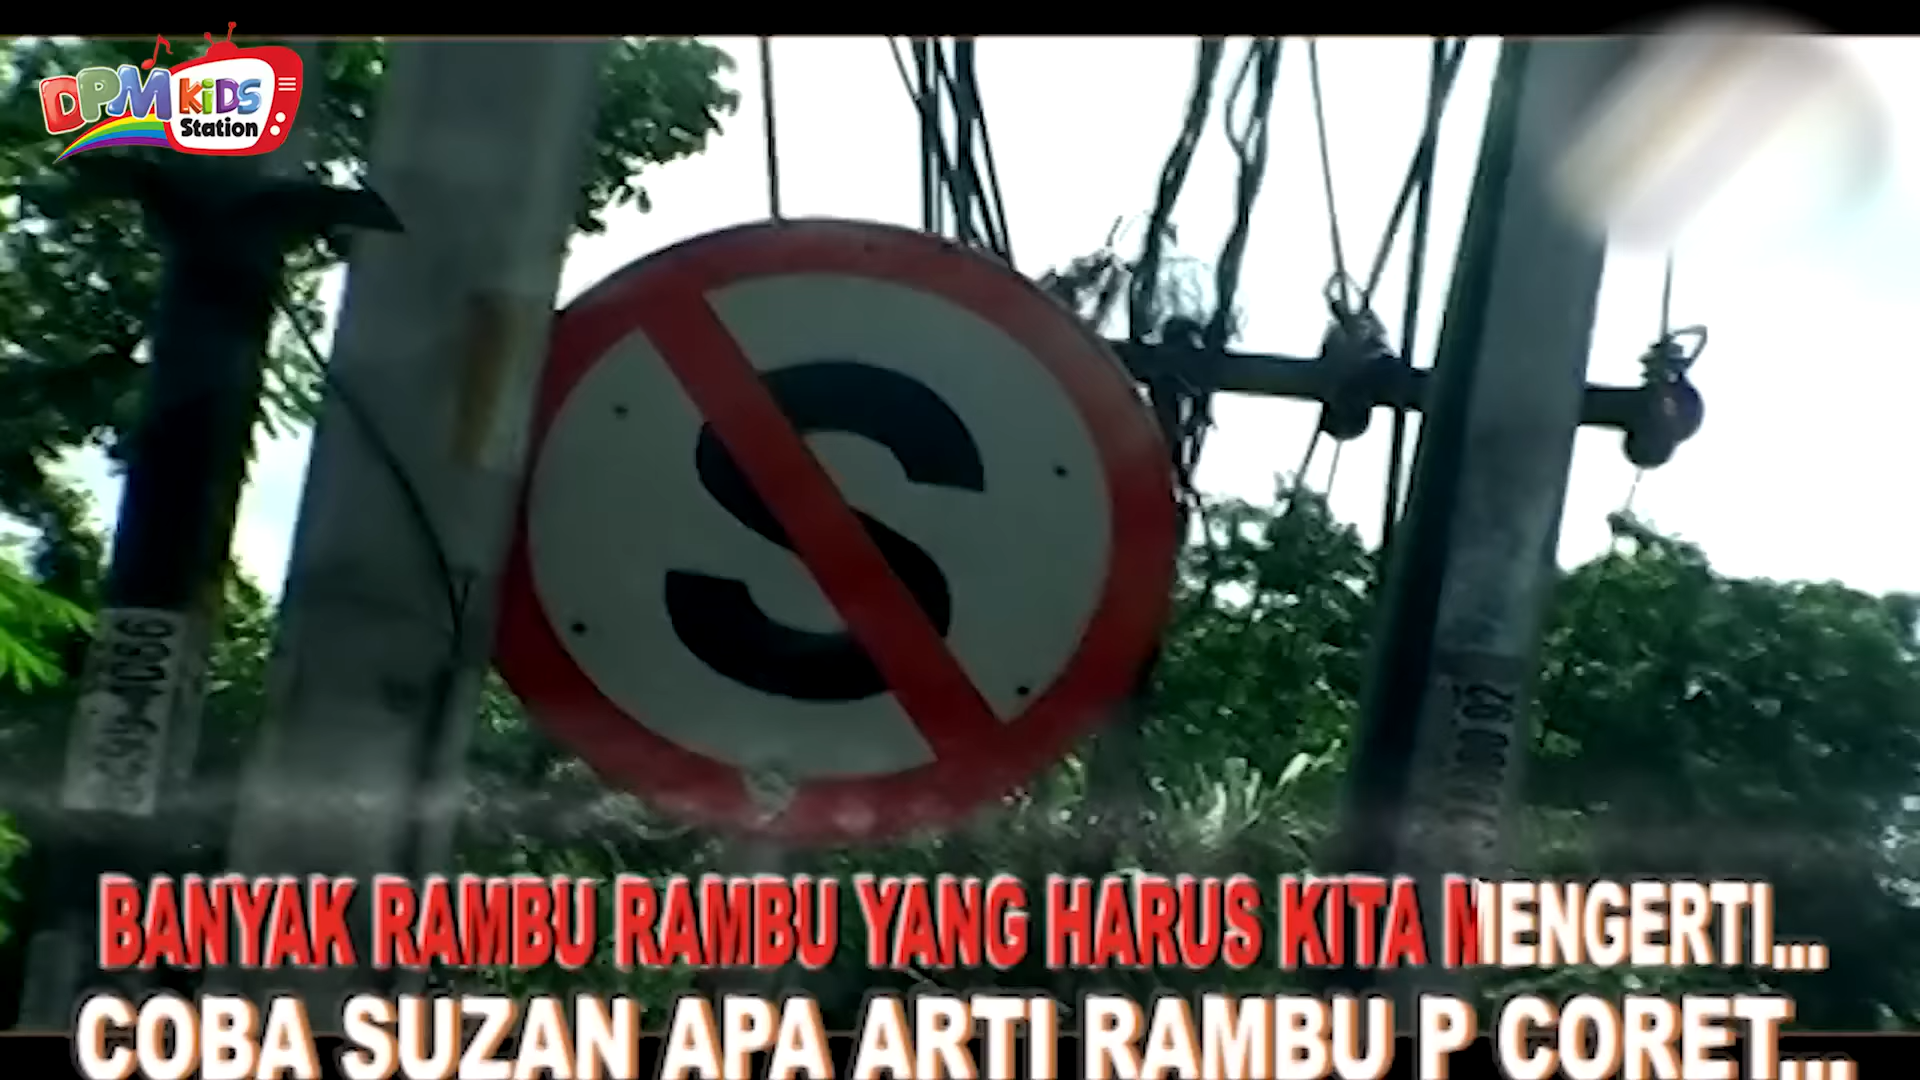 DPM KiDS
Station
S
BANYAK RAMBU RAMBU YANG HARUS KITA MENGERTI...
COBA SUZAN APA ARTI RAMBU P CORET...